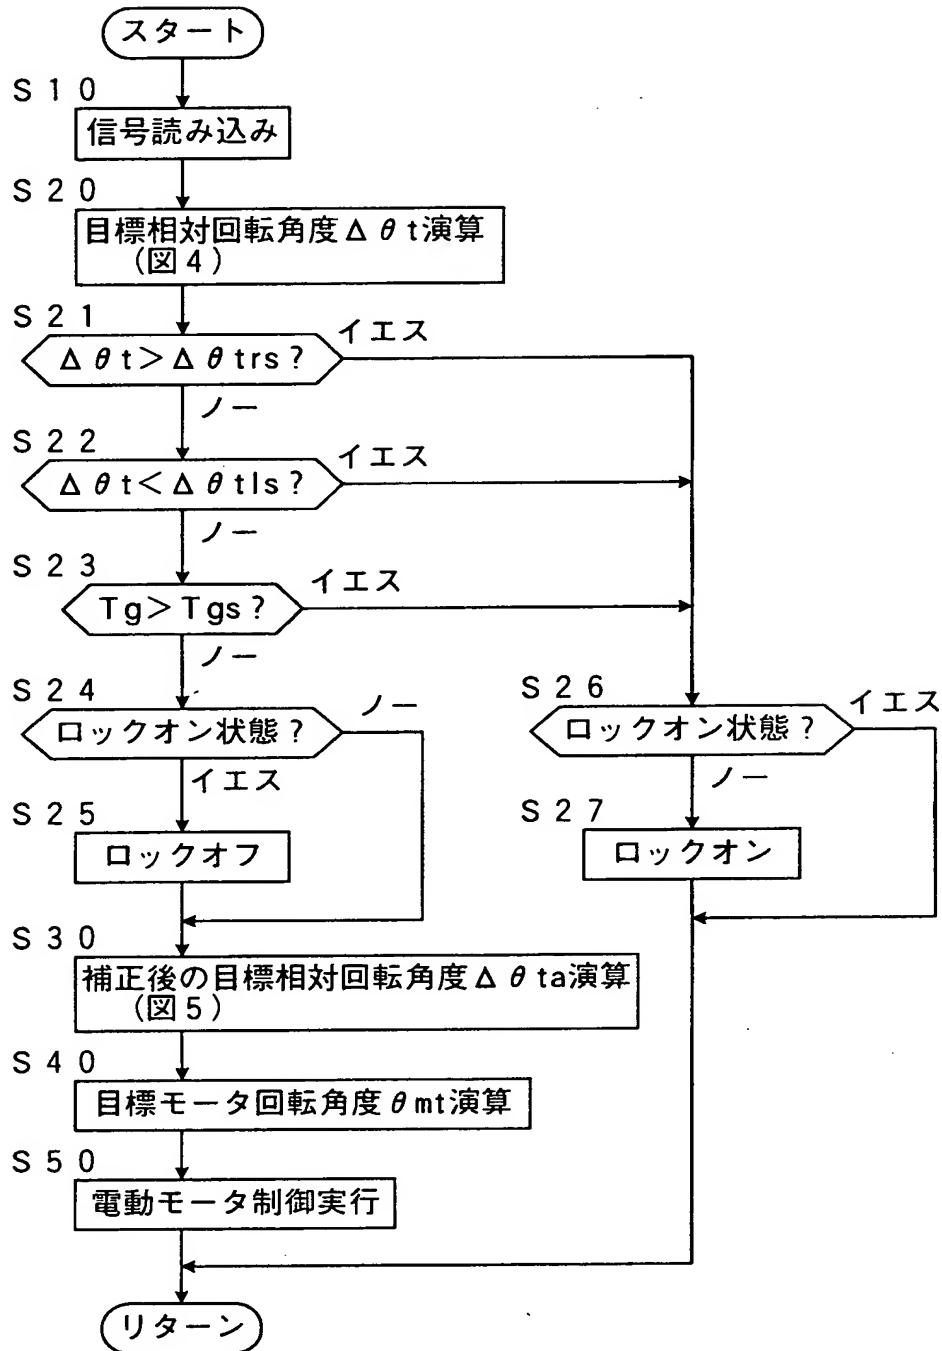 スタート
S10
信号読み込み
S20
目標相対回転角度Δθt演算
(図4)
S21
イエス
Δθt>Δθtrs?
ノー
S22
イエス
Δθt<Δθtls?
ノー
S23
イエス
Tg>Tgs?
ノー
S24
ノー
ロックオン状態?
イエス
S26
イエス
ロックオン状態?
ノー
S25
ロックオフ
S27
ロックオン
S30
補正後の目標相対回転角度Δθta演算
(図5)
S40
目標モータ回転角度θmt演算
S50
電動モータ制御実行
リターン